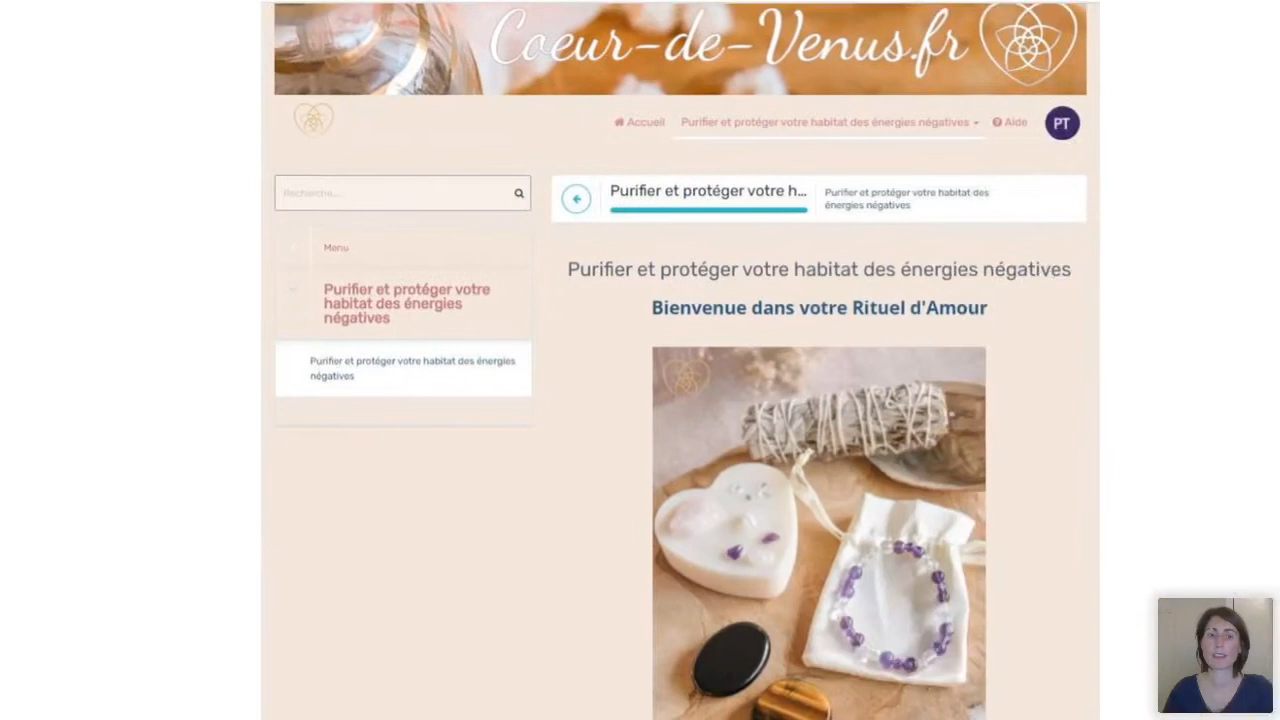 Coeur-de-Venus.fr
Accueil
Purifier et protéger votre habitat des énergies négatives
Aide
PT
Recherche...
Purifier et protéger votre h...
Purifier et protéger votre habitat des
énergies négatives
Menu
Purifier et protéger votre
habitat des énergies
négatives
Purifier et protéger votre habitat des énergies
négatives
Purifier et protéger votre habitat des énergies négatives
Bienvenue dans votre Rituel d'Amour